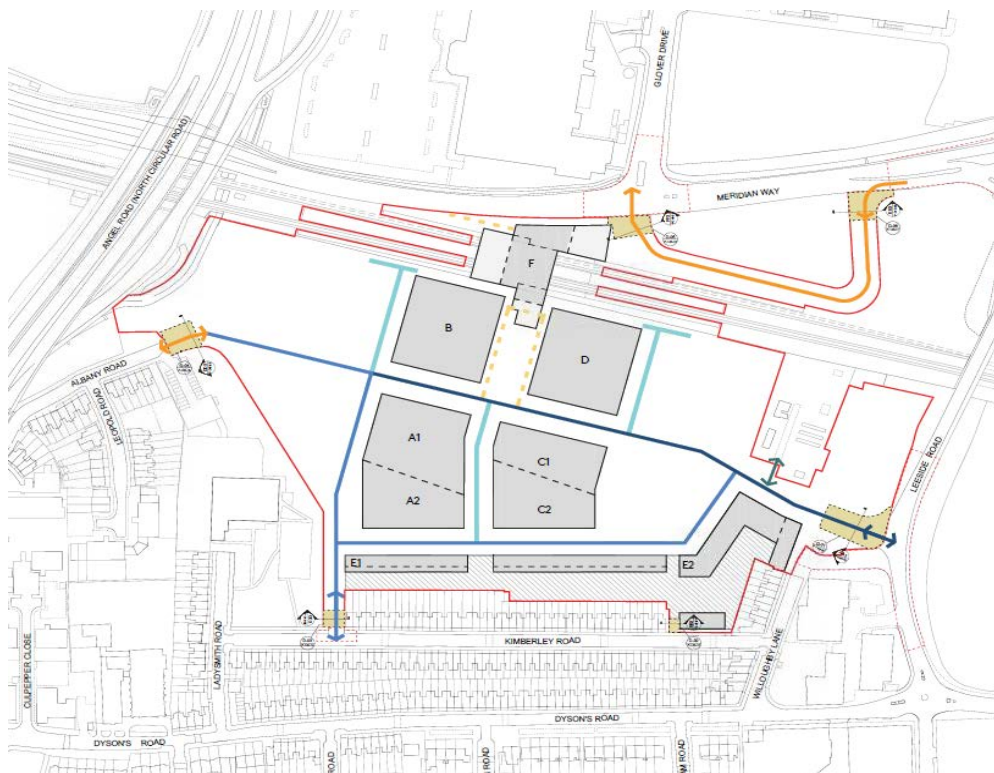 GLOVER DRIVE
ANGEL ROAD (NORTH CIRCULAR ROAD)
MERIDIAN WAY
F
B
D
ALBANY ROAD
LEOPOLD ROAD
A1
A2
C1
C2
LEESIDE ROAD
E1
E2
KIMBERLEY ROAD
CULPEPPER CLOSE
LADYSMITH ROAD
WILLOUGHBY LANE
DYSON'S ROAD
DYSON'S ROAD